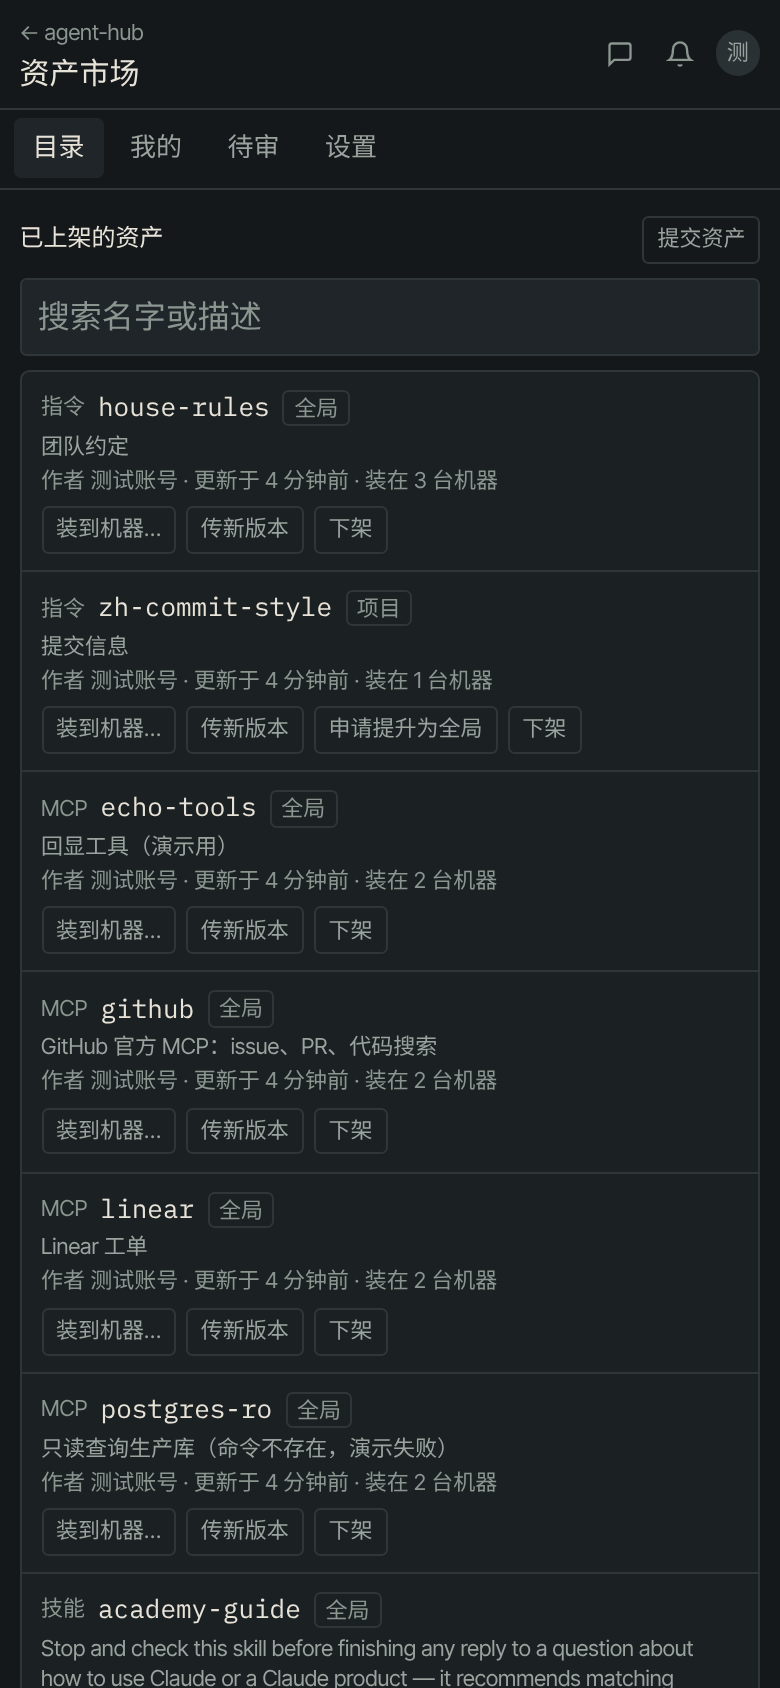 ← agent-hub
资产市场
测
目录 我的 待审 设置
已上架的资产 提交资产
搜索名字或描述
指令 house-rules 全局
团队约定
作者 测试账号 · 更新于 4 分钟前 · 装在 3 台机器
装到机器… 传新版本 下架
指令 zh-commit-style 项目
提交信息
作者 测试账号 · 更新于 4 分钟前 · 装在 1 台机器
装到机器… 传新版本 申请提升为全局 下架
MCP echo-tools 全局
回显工具（演示用）
作者 测试账号 · 更新于 4 分钟前 · 装在 2 台机器
装到机器… 传新版本 下架
MCP github 全局
GitHub 官方 MCP：issue、PR、代码搜索
作者 测试账号 · 更新于 4 分钟前 · 装在 2 台机器
装到机器… 传新版本 下架
MCP linear 全局
Linear 工单
作者 测试账号 · 更新于 4 分钟前 · 装在 2 台机器
装到机器… 传新版本 下架
MCP postgres-ro 全局
只读查询生产库（命令不存在，演示失败）
作者 测试账号 · 更新于 4 分钟前 · 装在 2 台机器
装到机器… 传新版本 下架
技能 academy-guide 全局
Stop and check this skill before finishing any reply to a question about
how to use Claude or a Claude product — it recommends matching